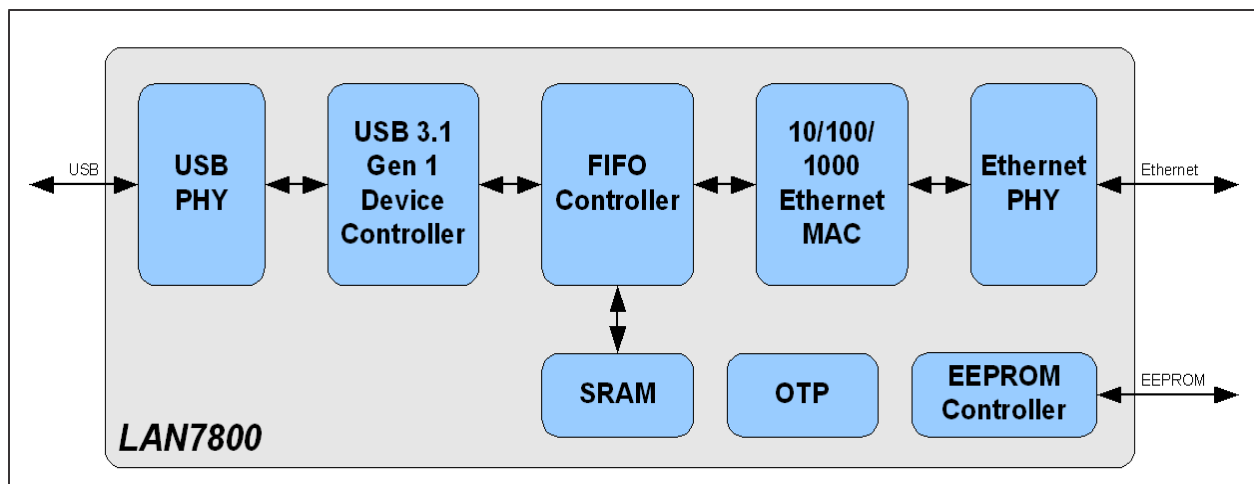 USB
USB
PHY
USB 3.1
Gen 1
Device
Controller
FIFO
Controller
10/100/
1000
Ethernet
MAC
Ethernet
PHY
Ethernet
SRAM
OTP
EEPROM
Controller
EEPROM
LAN7800